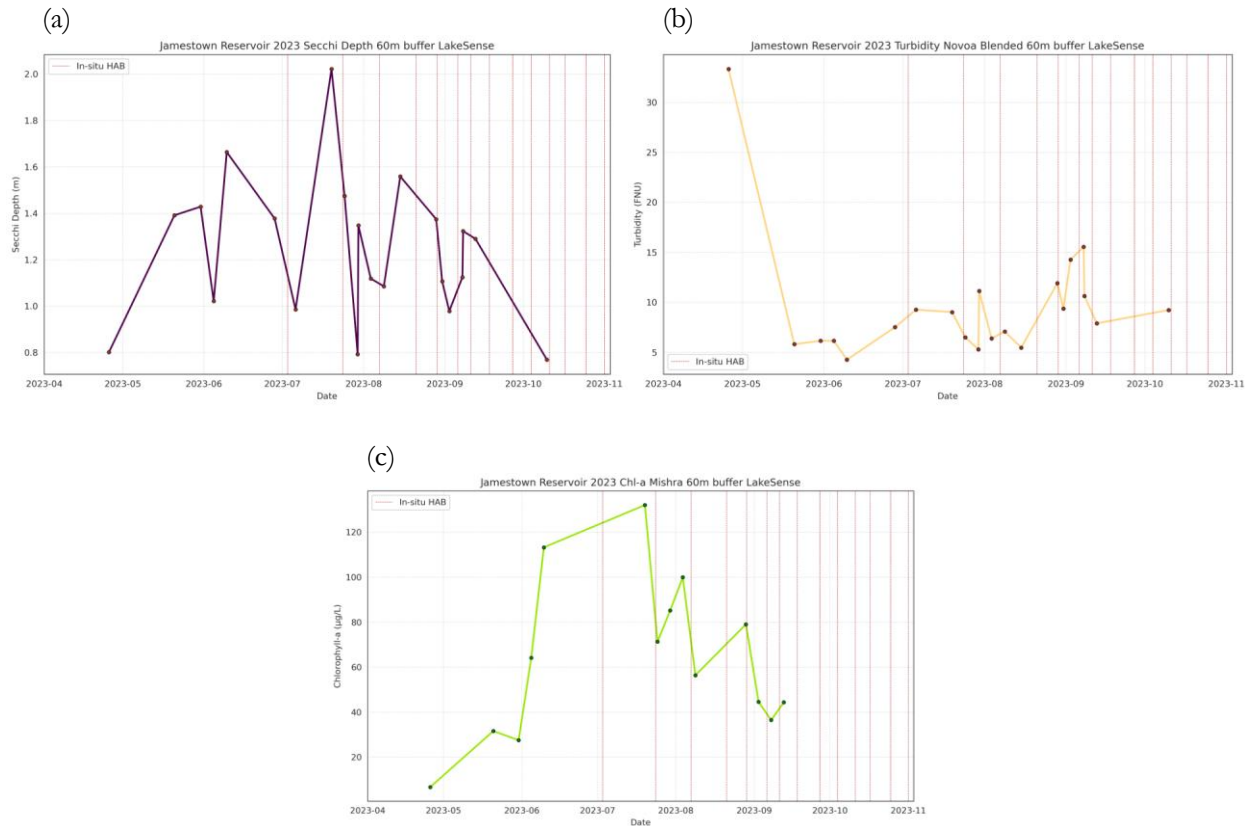 (a)
Jamestown Reservoir 2023 Secchi Depth 60m buffer LakeSense
In-situ HAB
Secchi Depth (m)
2.0
1.8
1.6
1.4
1.2
1.0
0.8
2023-04 2023-05 2023-06 2023-07 2023-08 2023-09 2023-10 2023-11
Date
(b)
Jamestown Reservoir 2023 Turbidity Novoa Blended 60m buffer LakeSense
Turbidity (FNU)
30
25
20
15
10
5
In-situ HAB
2023-04 2023-05 2023-06 2023-07 2023-08 2023-09 2023-10 2023-11
Date
(c)
Jamestown Reservoir 2023 Chl-a Mishra 60m buffer LakeSense
In-situ HAB
Chlorophyll-a (μg/L)
120
100
80
60
40
20
2023-04 2023-05 2023-06 2023-07 2023-08 2023-09 2023-10 2023-11
Date